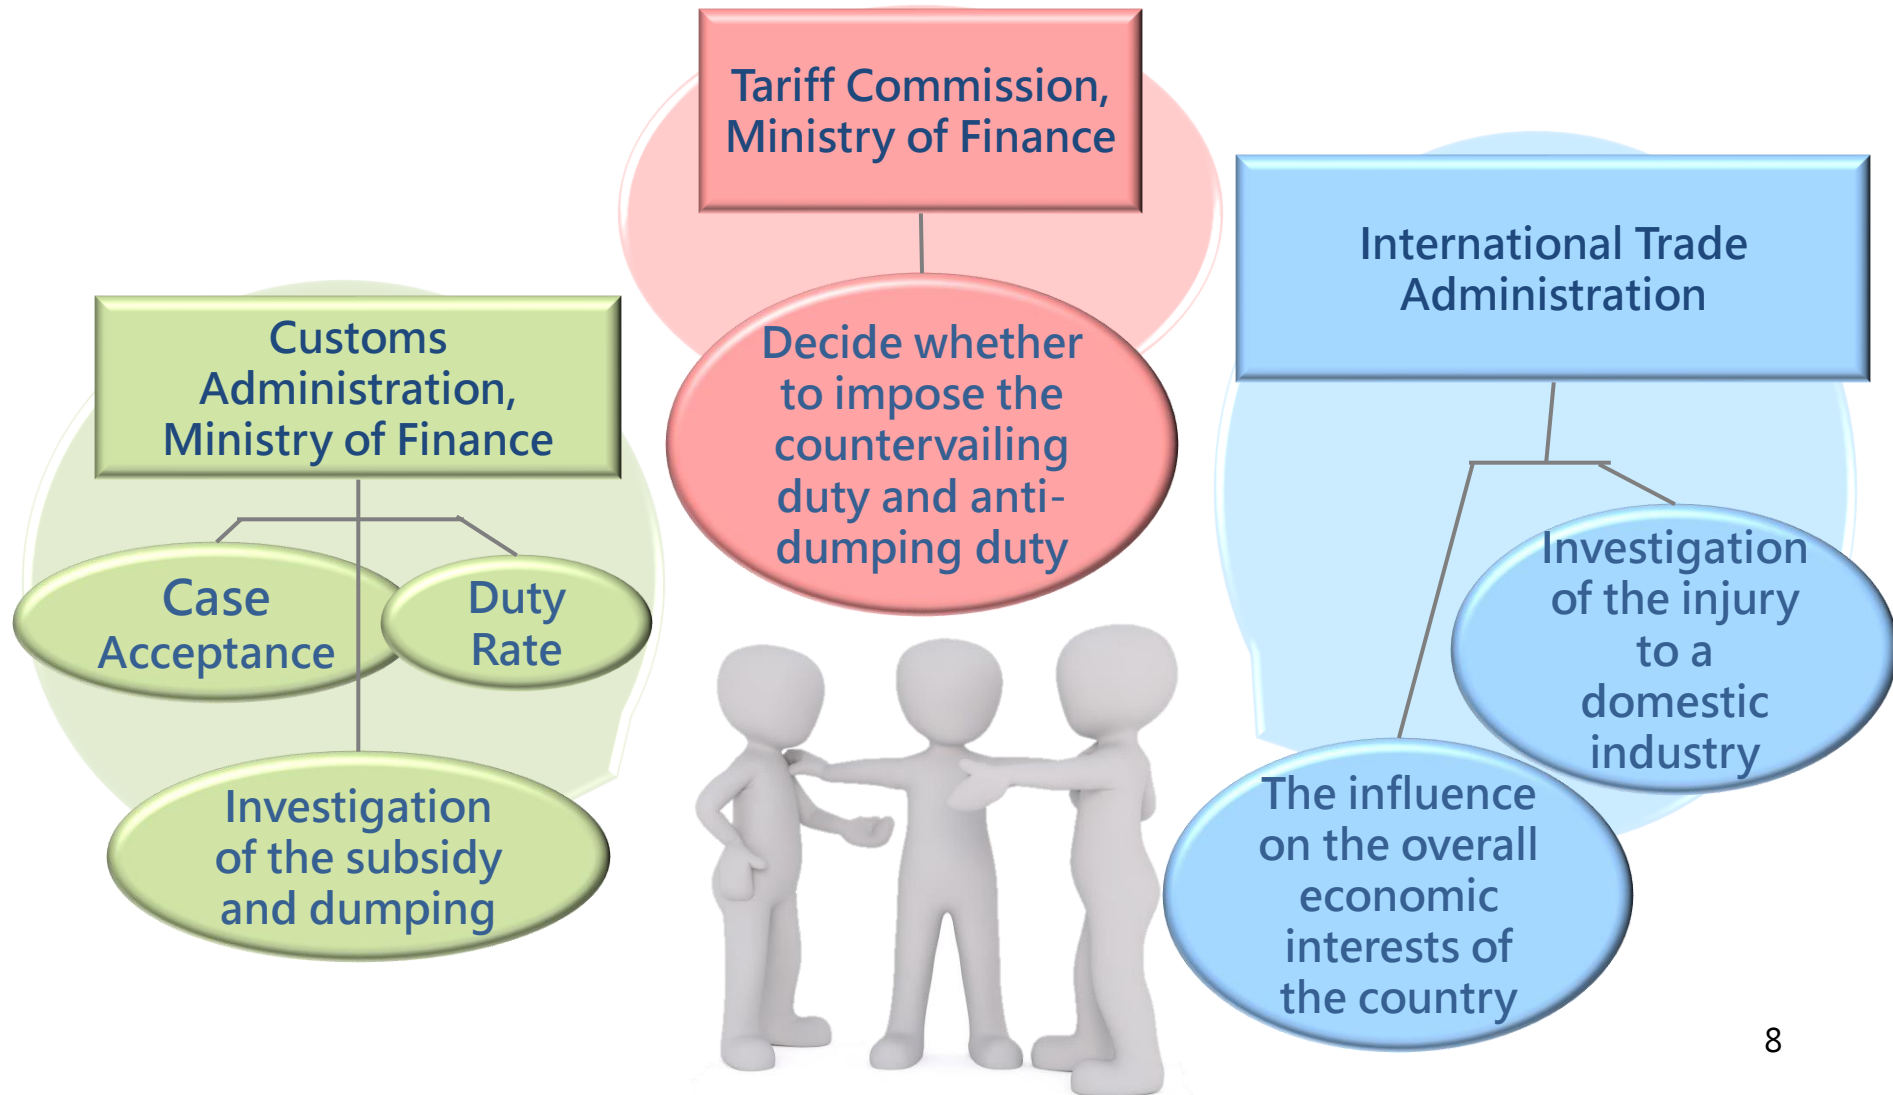 Tariff Commission,
Ministry of Finance
Decide whether
to impose the
countervailing
duty and anti-
dumping duty
Customs
Administration,
Ministry of Finance
Case
Acceptance
Duty
Rate
Investigation
of the subsidy
and dumping
International Trade
Administration
Investigation
of the injury
to a
domestic
industry
The influence
on the overall
economic
interests of
the country
8